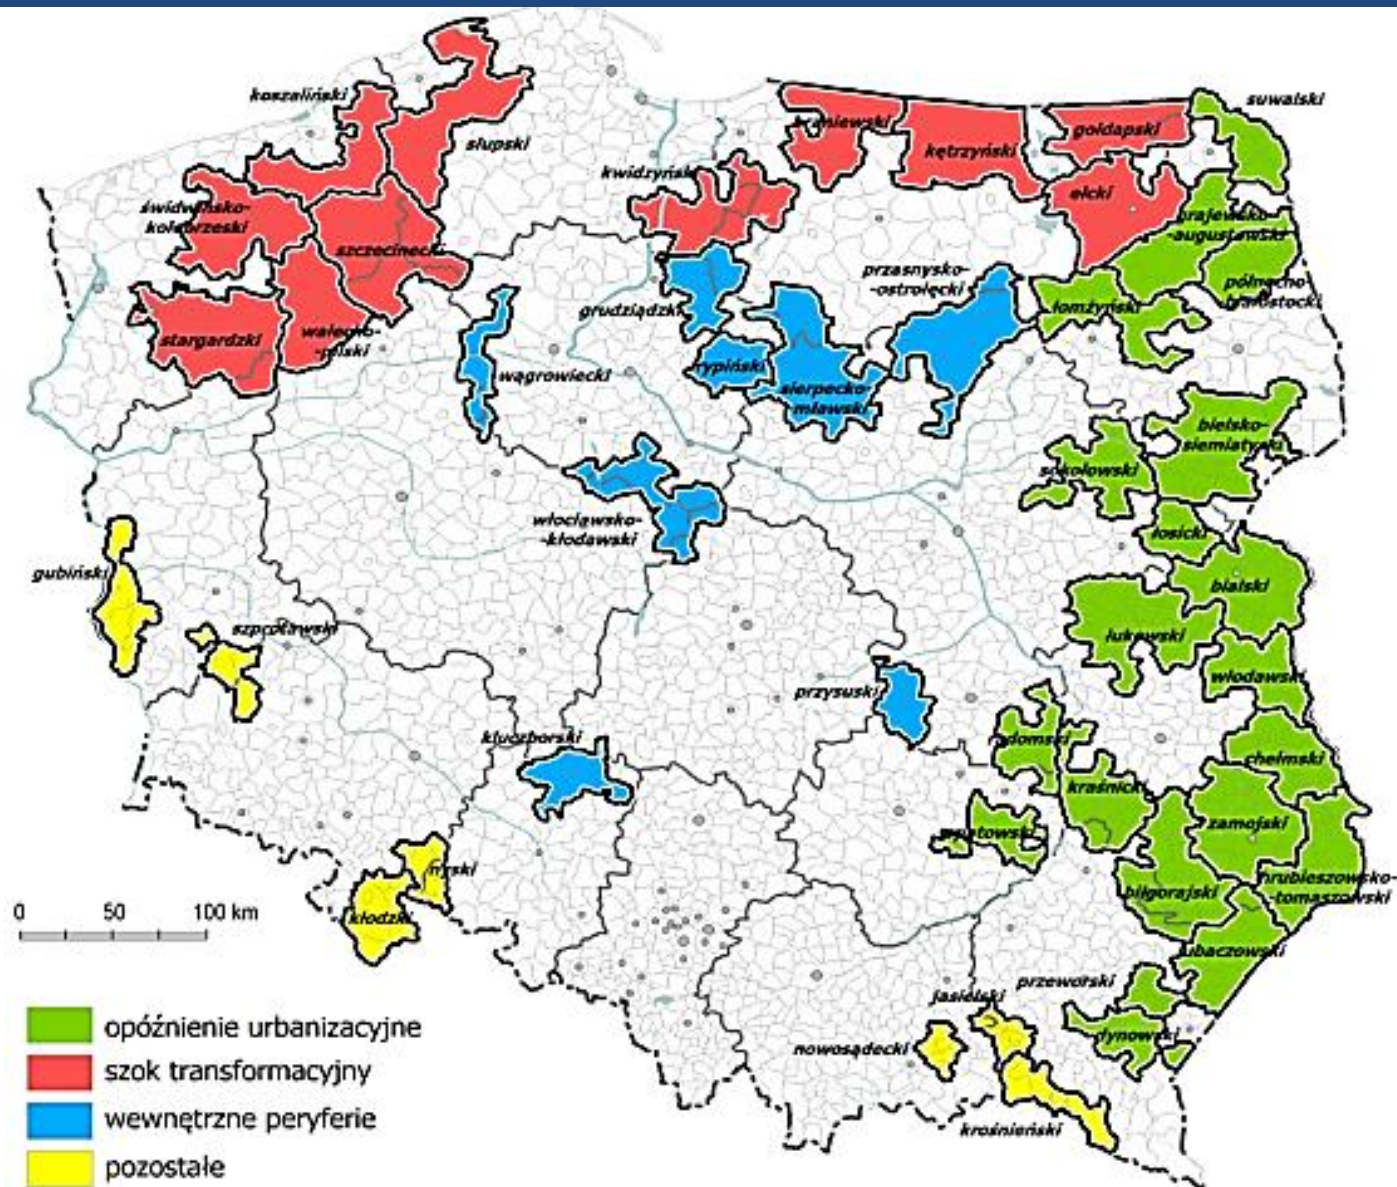 koszaliński
suwalski
słupski
braniewski
gołdapski
kętrzyński
kwidzyński
ełcki
świdwińsko-
kołobrzeski
grajewsko-
-augustowski
szczecinecki
przasnysko-
-ostrołęcki
północno-
białostocki
łomżyński
grudziądzki
stargardzki
wałecko-
-pilski
wągrowiecki
rypiński
sierpecko-
mławski
bielsko-
siemiatycki
sokołowski
włocławsko-
-kłodawski
łosicki
gubiński
bialski
szprotawski
łukowski
włodawski
przysuski
kluczborski
radomski
chełmski
kraśnicki
zamojski
opatowski
nyski
hrubieszowsko-
-tomaszowski
biłgorajski
kłodzki
0 50 100 km
lubaczowski
przeworski
jasielski
dynowski
nowosądecki
krośnieński
opóźnienie urbanizacyjne
szok transformacyjny
wewnętrzne peryferie
pozostałe